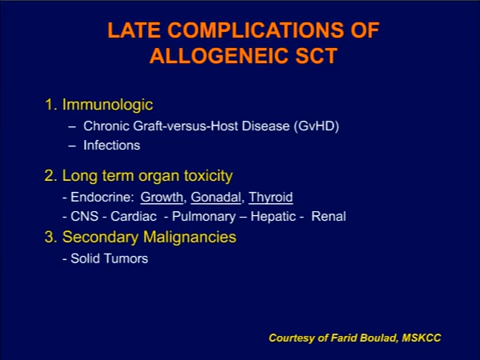 LATE COMPLICATIONS OF
ALLOGENEIC SCT
1. Immunologic
– Chronic Graft-versus-Host Disease (GvHD)
– Infections
2. Long term organ toxicity
- Endocrine: Growth, Gonadal, Thyroid
- CNS - Cardiac - Pulmonary – Hepatic - Renal
3. Secondary Malignancies
- Solid Tumors
Courtesy of Farid Boulad, MSKCC